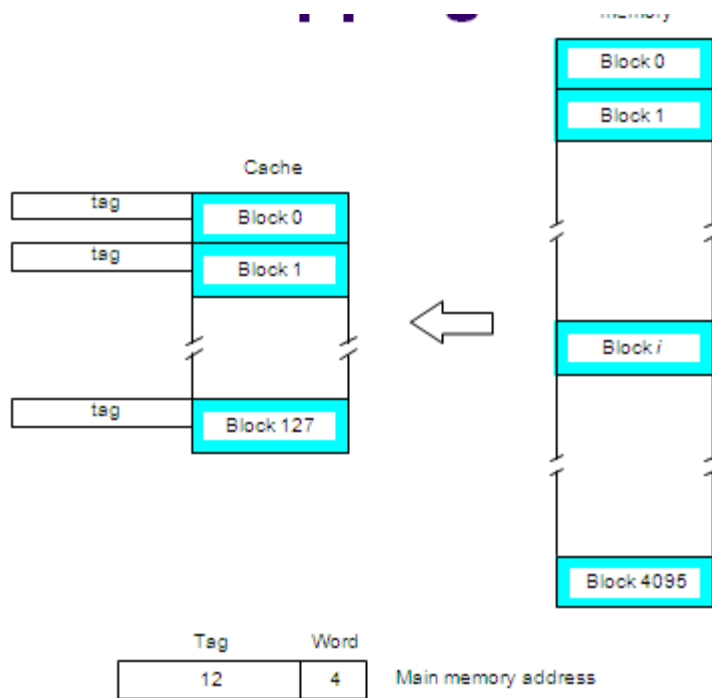 memory
Block 0
Block 1
Cache
tag
Block 0
tag
Block 1
Block i
tag
Block 127
Block 4095
Tag Word
12 4 Main memory address